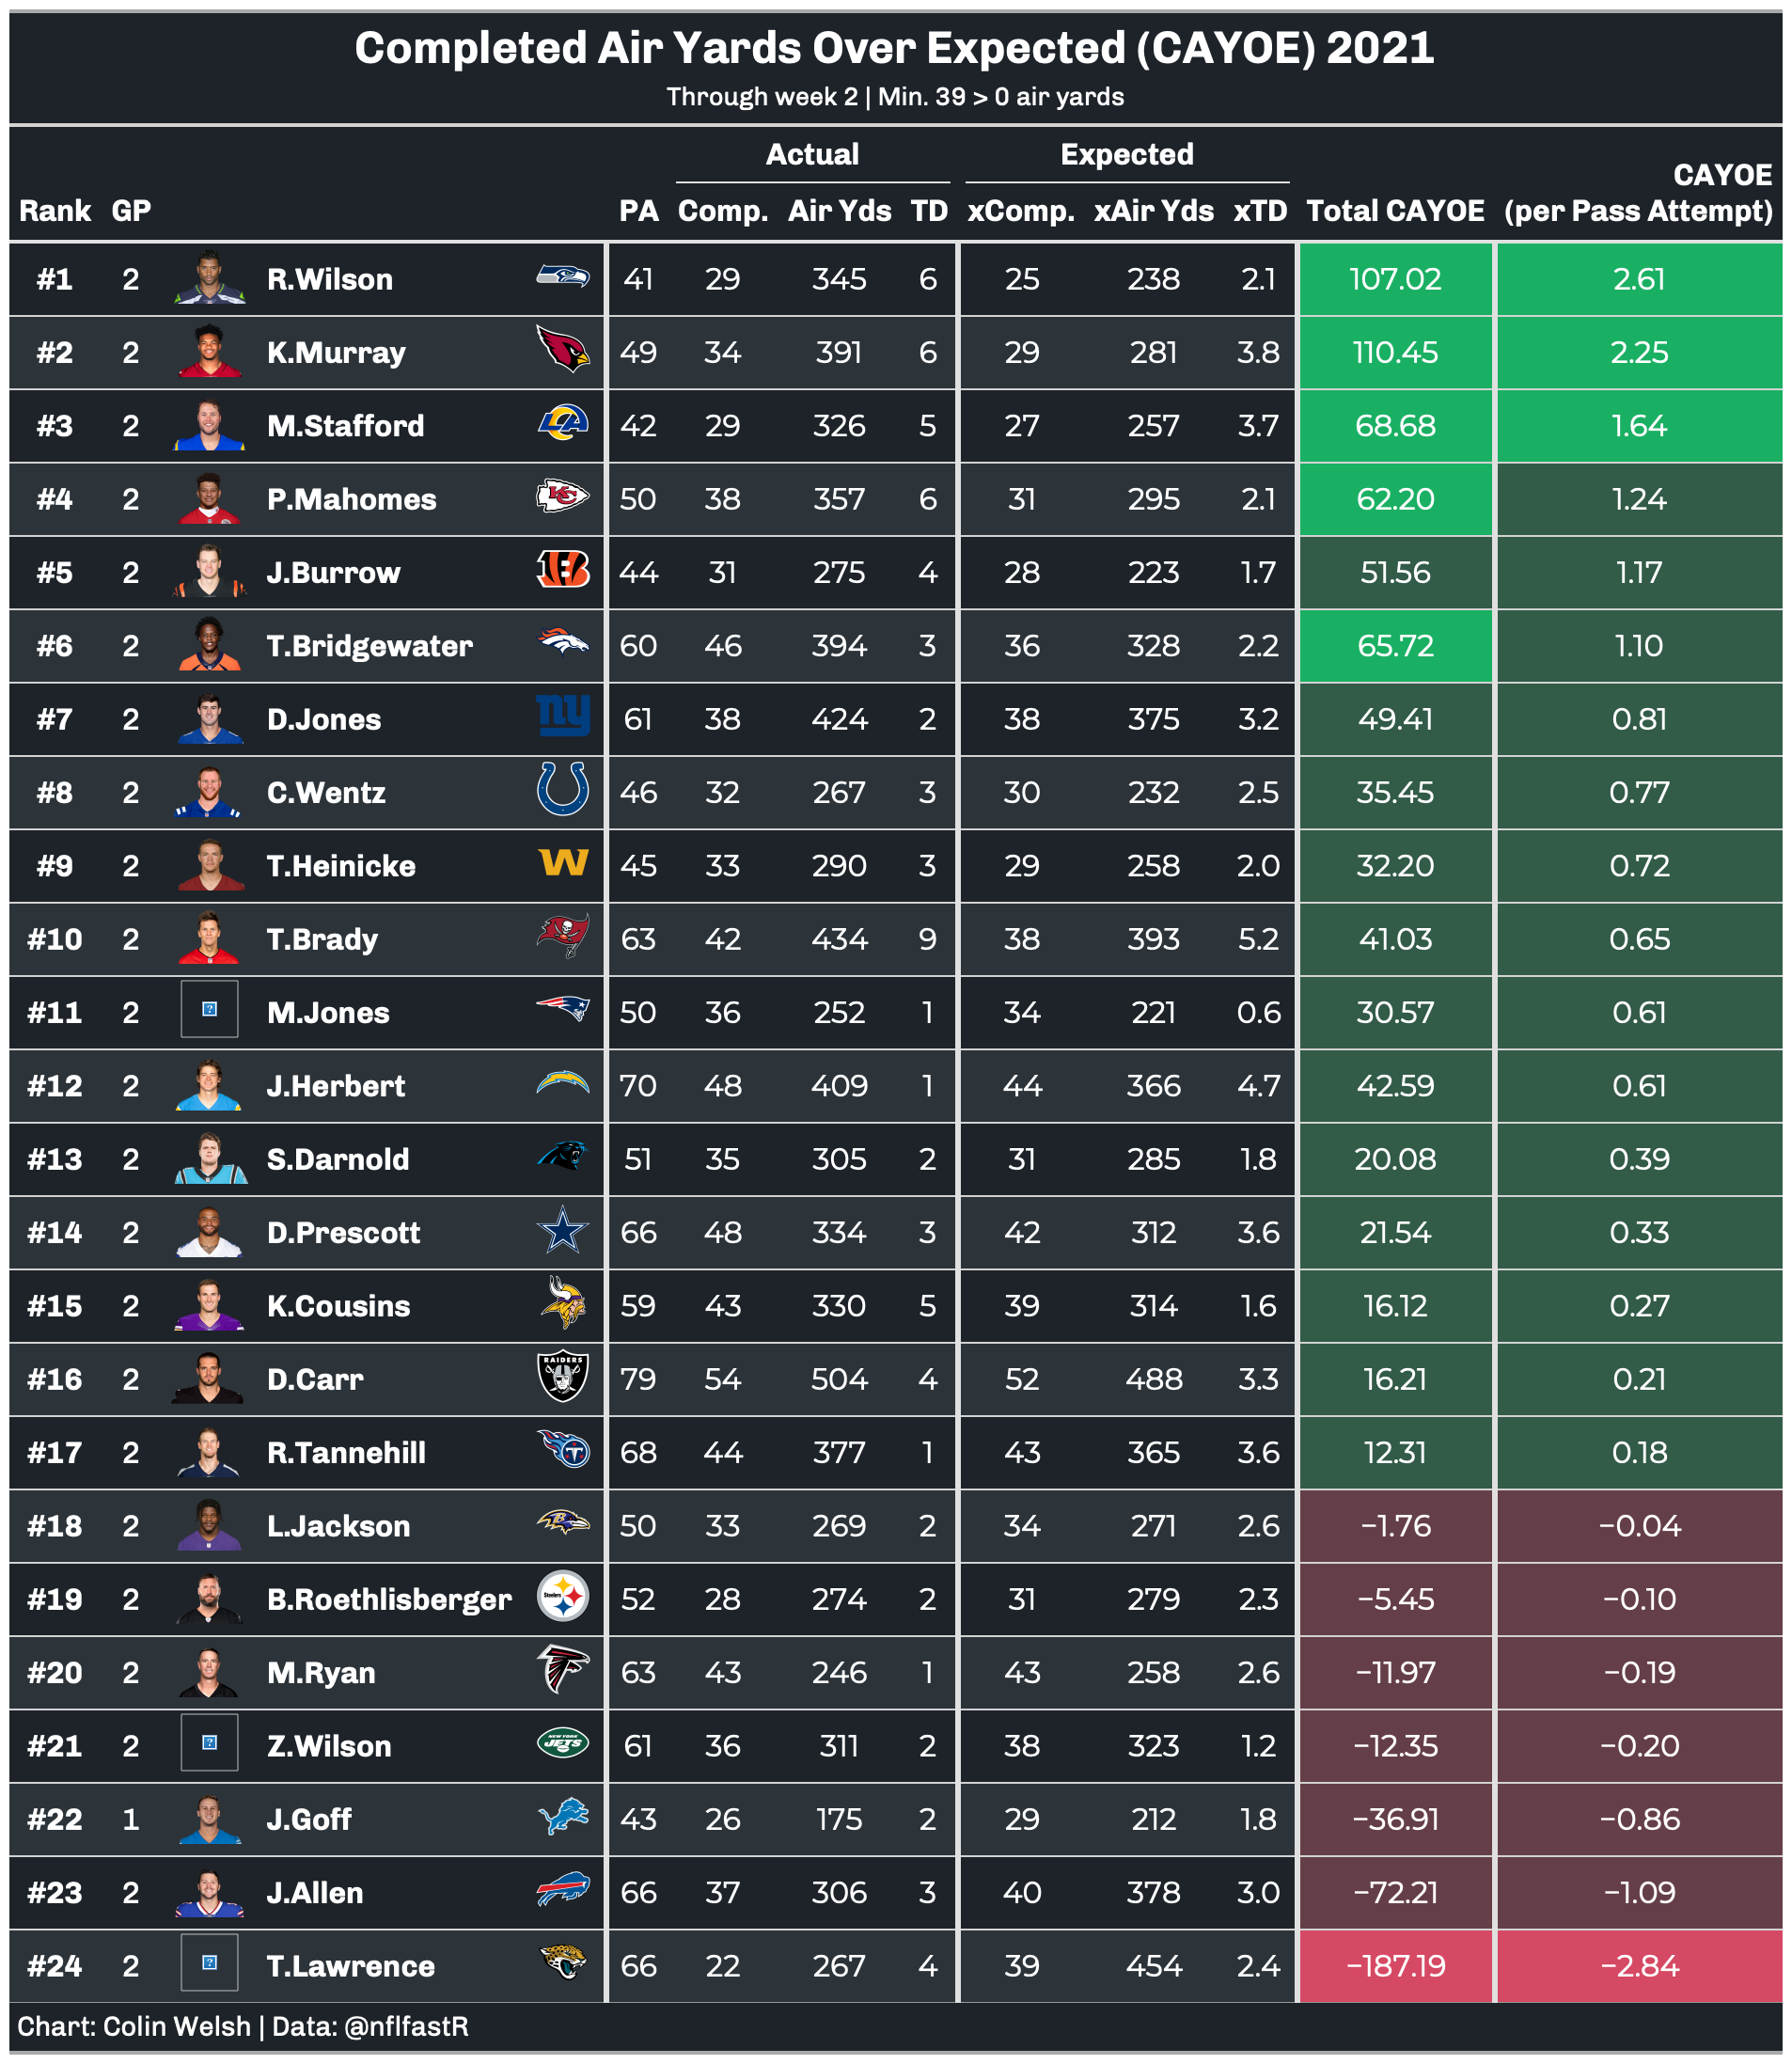 Completed Air Yards Over Expected (CAYOE) 2021
Through week 2 | Min. 39 > 0 air yards
Actual Expected CAYOE
Rank GP PA Comp. Air Yds TD xComp. xAir Yds xTD Total CAYOE (per Pass Attempt)
#1 2 R.Wilson 41 29 345 6 25 238 2.1 107.02 2.61
#2 2 K.Murray 49 34 391 6 29 281 3.8 110.45 2.25
#3 2 M.Stafford LA 42 29 326 5 27 257 3.7 68.68 1.64
#4 2 P.Mahomes KC 50 38 357 6 31 295 2.1 62.20 1.24
#5 2 J.Burrow B 44 31 275 4 28 223 1.7 51.56 1.17
#6 2 T.Bridgewater 60 46 394 3 36 328 2.2 65.72 1.10
#7 2 D.Jones ny 61 38 424 2 38 375 3.2 49.41 0.81
#8 2 C.Wentz 46 32 267 3 30 232 2.5 35.45 0.77
#9 2 T.Heinicke W 45 33 290 3 29 258 2.0 32.20 0.72
#10 2 T.Brady 63 42 434 9 38 393 5.2 41.03 0.65
#11 2 ? M.Jones 50 36 252 1 34 221 0.6 30.57 0.61
#12 2 J.Herbert 70 48 409 1 44 366 4.7 42.59 0.61
#13 2 S.Darnold 51 35 305 2 31 285 1.8 20.08 0.39
#14 2 D.Prescott 66 48 334 3 42 312 3.6 21.54 0.33
#15 2 K.Cousins 59 43 330 5 39 314 1.6 16.12 0.27
#16 2 D.Carr RAIDERS 79 54 504 4 52 488 3.3 16.21 0.21
#17 2 R.Tannehill T 68 44 377 1 43 365 3.6 12.31 0.18
#18 2 L.Jackson B 50 33 269 2 34 271 2.6 −1.76 −0.04
#19 2 B.Roethlisberger Steelers 52 28 274 2 31 279 2.3 −5.45 −0.10
#20 2 M.Ryan 63 43 246 1 43 258 2.6 −11.97 −0.19
#21 2 ? Z.Wilson NEW YORK JETS 61 36 311 2 38 323 1.2 −12.35 −0.20
#22 1 J.Goff 43 26 175 2 29 212 1.8 −36.91 −0.86
#23 2 J.Allen 66 37 306 3 40 378 3.0 −72.21 −1.09
#24 2 ? T.Lawrence 66 22 267 4 39 454 2.4 −187.19 −2.84
Chart: Colin Welsh | Data: @nflfastR